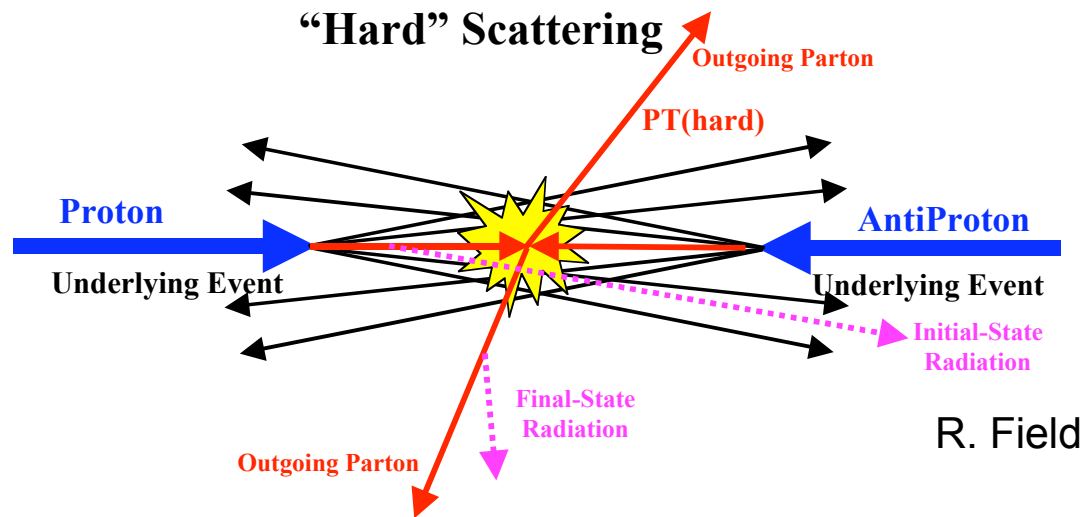 “Hard” Scattering
Outgoing Parton
PT(hard)
Proton
AntiProton
Underlying Event
Underlying Event
Initial-State
Radiation
Final-State
Radiation
R. Field
Outgoing Parton